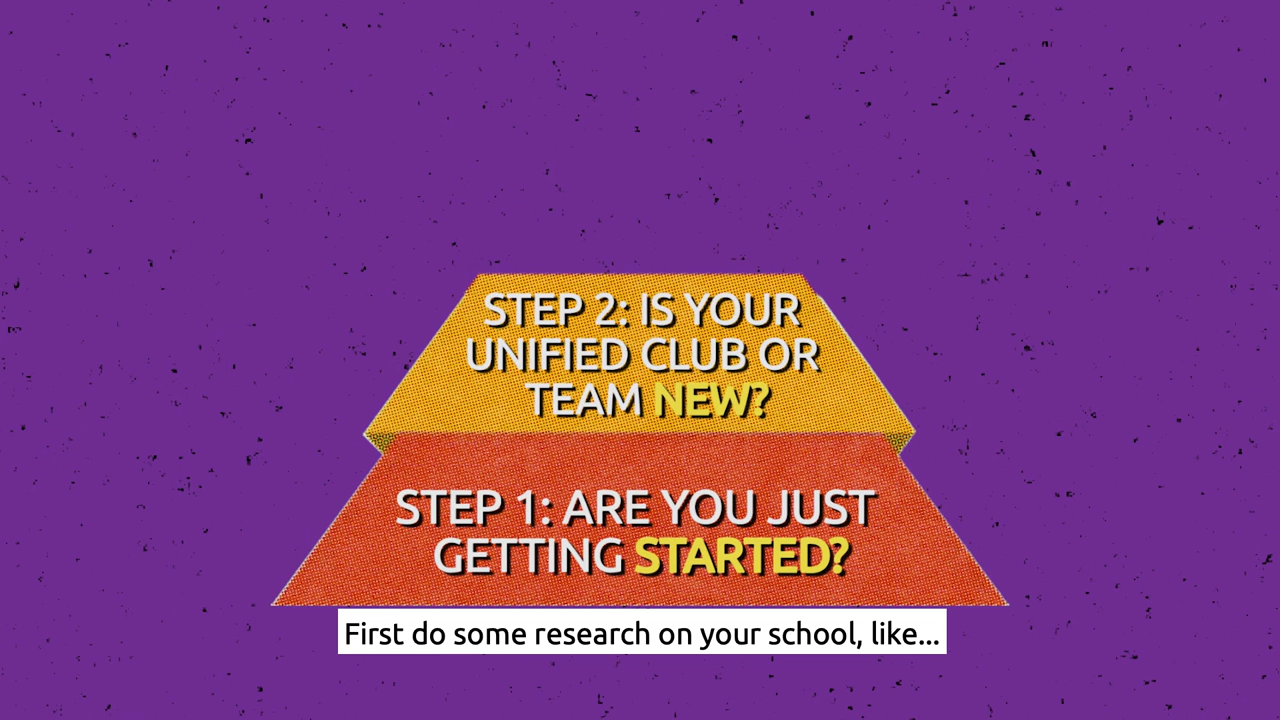 STEP 2: IS YOUR
UNIFIED CLUB OR
TEAM NEW?
STEP 1: ARE YOU JUST
GETTING STARTED?
First do some research on your school, like...